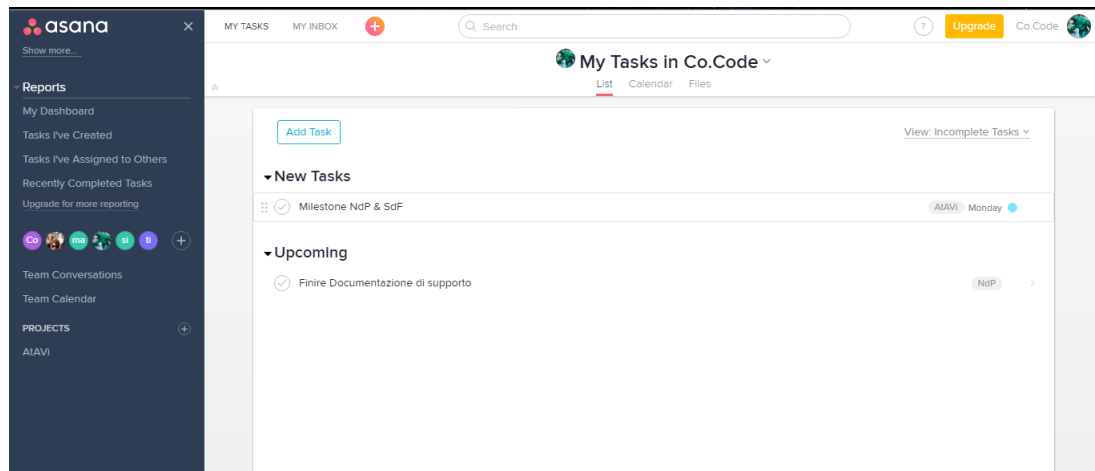 asana
Show more...
Reports
My Dashboard
Tasks I've Created
Tasks I've Assigned to Others
Recently Completed Tasks
Upgrade for more reporting
Co ma si ti
Team Conversations
Team Calendar
PROJECTS
AtAVi
MY TASKS MY INBOX Search ? Upgrade Co.Code
My Tasks in Co.Code
List Calendar Files
Add Task View: Incomplete Tasks
New Tasks
Milestone NdP & SdF AtAVi Monday
Upcoming
Finire Documentazione di supporto NdP